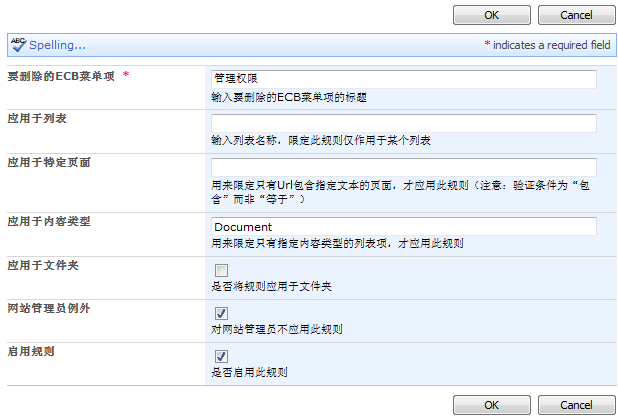 OK Cancel
ABC Spelling... * indicates a required field
要删除的ECB菜单项 * 管理权限
输入要删除的ECB菜单项的标题
应用于列表
输入列表名称，限定此规则仅作用于某个列表
应用于特定页面
用来限定只有Url包含指定文本的页面，才应用此规则（注意：验证条件为“包
含”而非“等于”）
应用于内容类型 Document
用来限定只有指定内容类型的列表项，才应用此规则
应用于文件夹
是否将规则应用于文件夹
网站管理员例外
对网站管理员不应用此规则
启用规则
是否启用此规则
OK Cancel